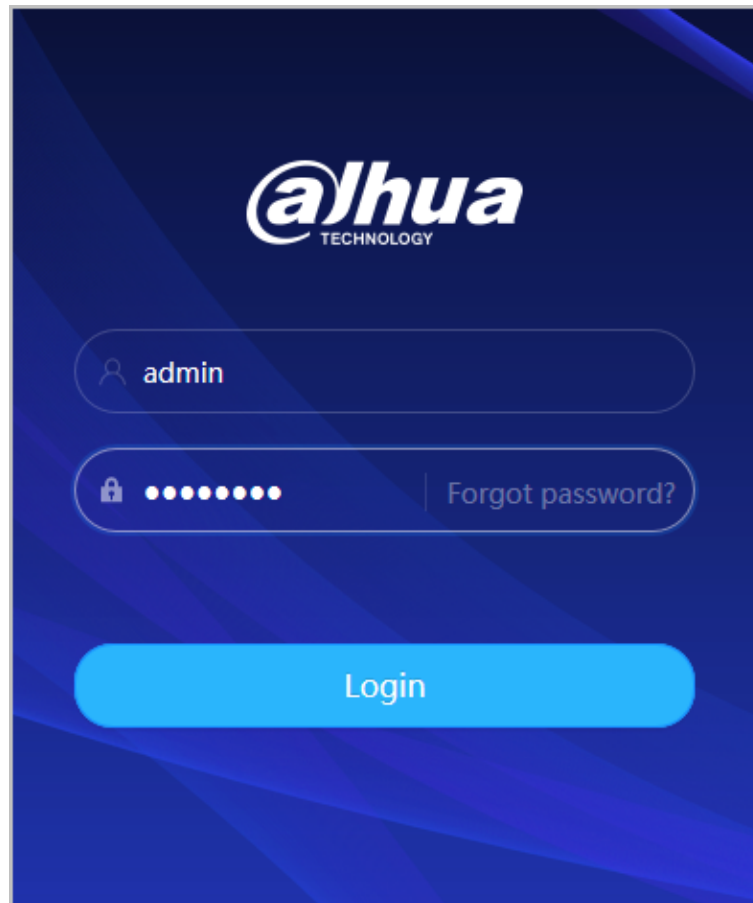 alhua
TECHNOLOGY
admin
••••••••
Forgot password?
Login